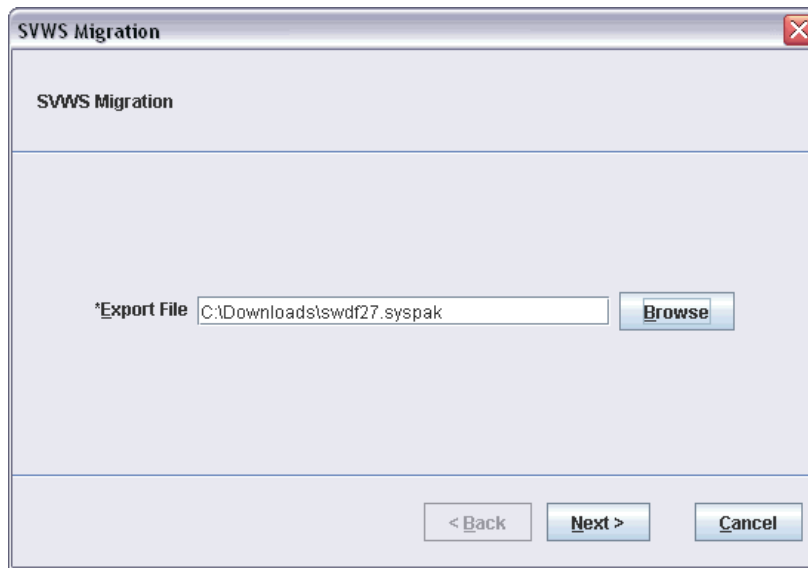 SVWS Migration
SVWS Migration
*Export File C:\Downloads\swdf27.syspak Browse
< Back Next > Cancel